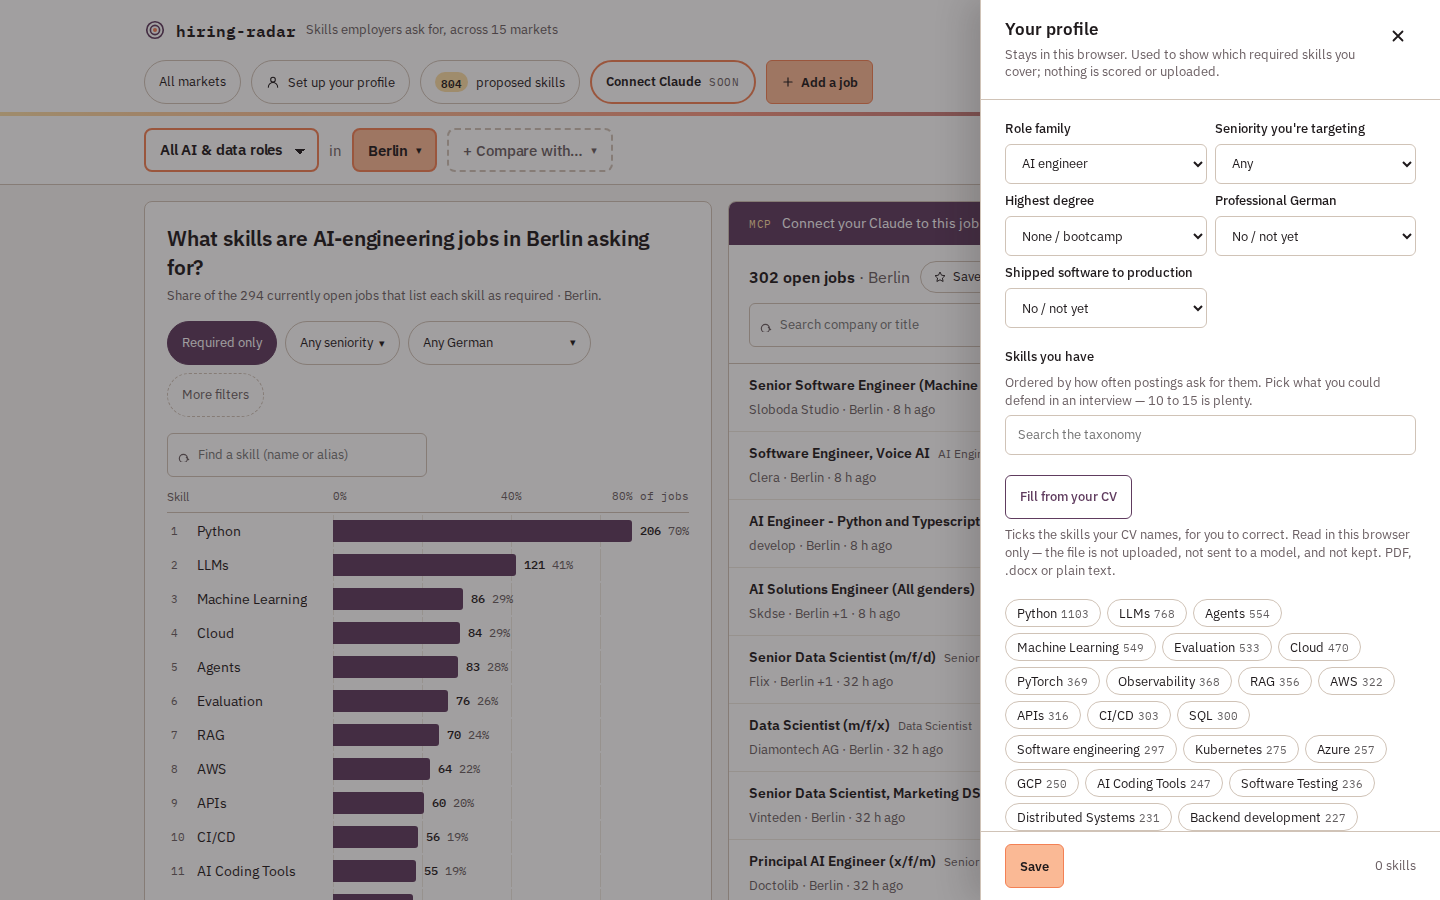 hiring-radar Skills employers ask for, across 15 markets
All markets
Set up your profile
804 proposed skills
Connect Claude SOON
+ Add a job
All AI & data roles
in
Berlin
+ Compare with...
What skills are AI-engineering jobs in Berlin asking
for?
Share of the 294 currently open jobs that list each skill as required · Berlin.
Required only
Any seniority
Any German
More filters
Find a skill (name or alias)
Skill 0% 40% 80% of jobs
1 Python 206 70%
2 LLMs 121 41%
3 Machine Learning 86 29%
4 Cloud 84 29%
5 Agents 83 28%
6 Evaluation 76 26%
7 RAG 70 24%
8 AWS 64 22%
9 APIs 60 20%
10 CI/CD 56 19%
11 AI Coding Tools 55 19%
MCP Connect your Claude to this job
302 open jobs · Berlin
Save
Search company or title
Senior Software Engineer (Machine
Sloboda Studio · Berlin · 8 h ago
Software Engineer, Voice AI AI Engi
Clera · Berlin · 8 h ago
AI Engineer - Python and Typescript
develop · Berlin · 8 h ago
AI Solutions Engineer (All genders)
Skdse · Berlin +1 · 8 h ago
Senior Data Scientist (m/f/d) Senior
Flix · Berlin +1 · 32 h ago
Data Scientist (m/f/x) Data Scientist
Diamontech AG · Berlin · 32 h ago
Senior Data Scientist, Marketing DS
Vinteden · Berlin · 32 h ago
Principal AI Engineer (x/f/m) Senior
Doctolib · Berlin · 32 h ago
Your profile
Stays in this browser. Used to show which required skills you
cover; nothing is scored or uploaded.
Role family
AI engineer
Seniority you're targeting
Any
Highest degree
None / bootcamp
Professional German
No / not yet
Shipped software to production
No / not yet
Skills you have
Ordered by how often postings ask for them. Pick what you could
defend in an interview — 10 to 15 is plenty.
Search the taxonomy
Fill from your CV
Ticks the skills your CV names, for you to correct. Read in this browser
only — the file is not uploaded, not sent to a model, and not kept. PDF,
.docx or plain text.
Python 1103 LLMs 768 Agents 554
Machine Learning 549 Evaluation 533 Cloud 470
PyTorch 369 Observability 368 RAG 356 AWS 322
APIs 316 CI/CD 303 SQL 300
Software engineering 297 Kubernetes 275 Azure 257
GCP 250 AI Coding Tools 247 Software Testing 236
Distributed Systems 231 Backend development 227
Save
0 skills